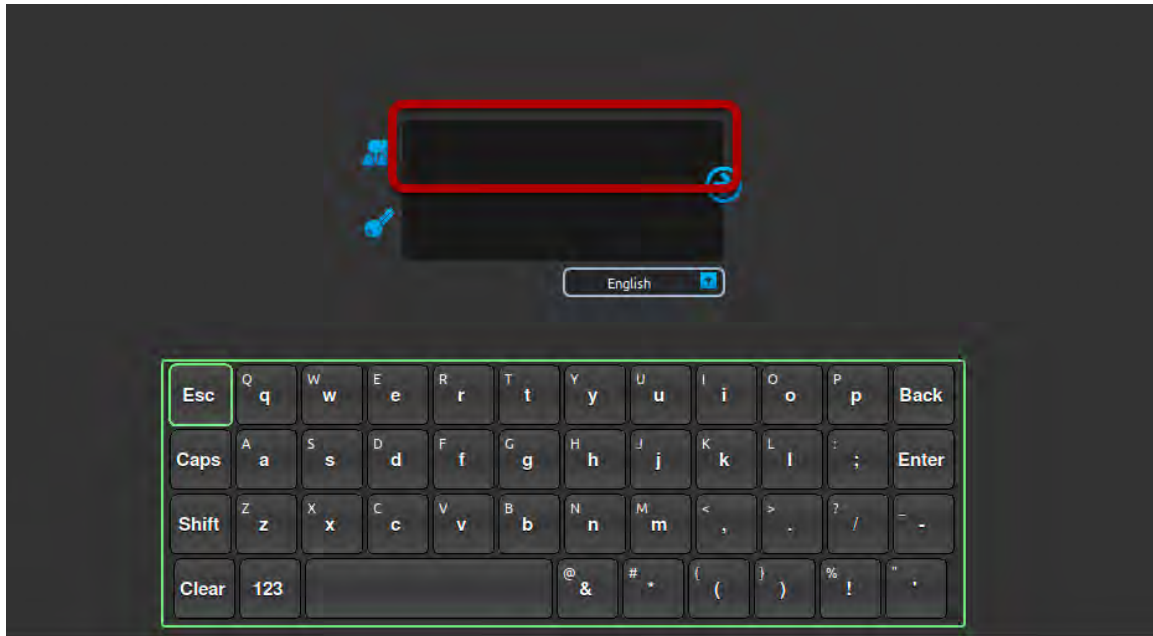 English
Esc Q q W w E e R r T t Y y U u I i O o P p Back
Caps A a S s D d F f G g H h J j K k L l : ; Enter
Shift Z z X x C c V v B b N n M m < , > . ? / _ -
Clear 123 @ & # * { ( } ) % ! " '